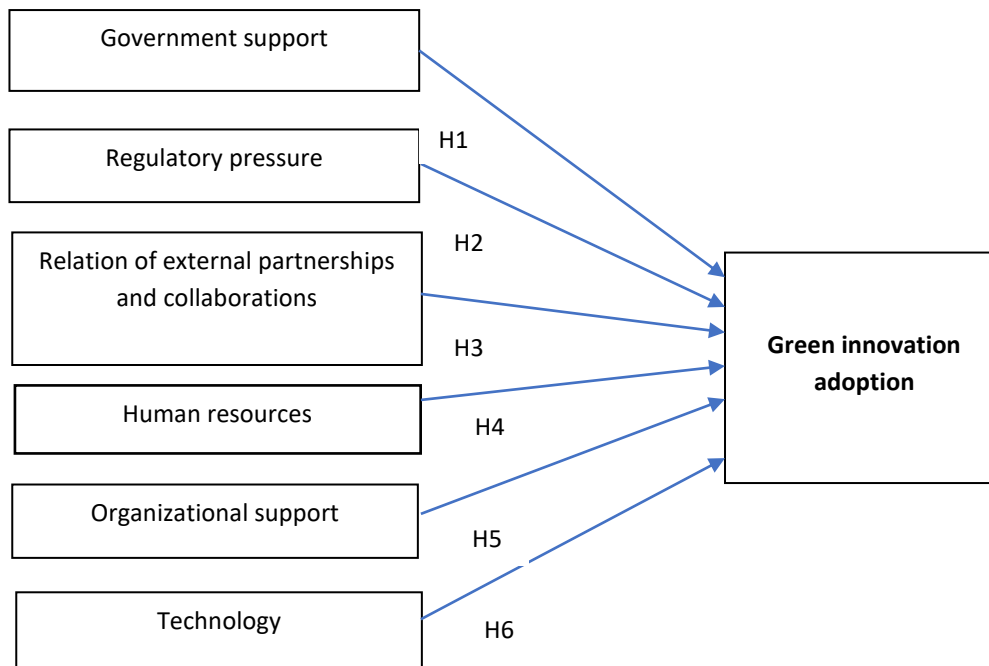 Government support
H1
Regulatory pressure
H2
Relation of external partnerships
and collaborations
H3
Human resources
H4
Organizational support
H5
Technology
H6
Green innovation
adoption